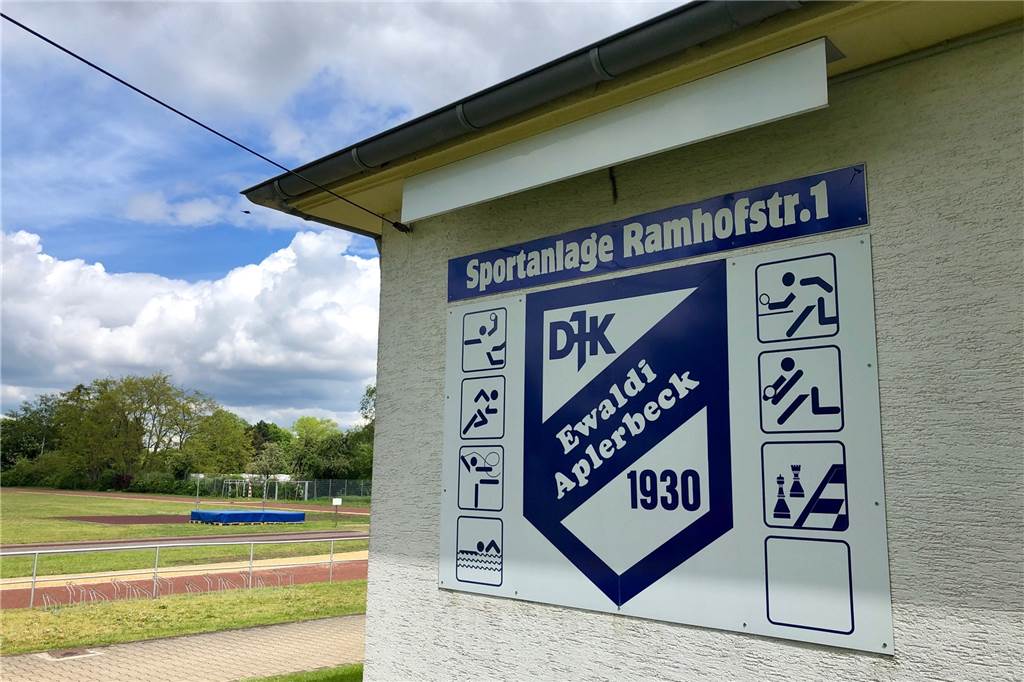 Sportanlage Ramhofstr.1
DJK
Ewaldi
Aplerbeck
1930